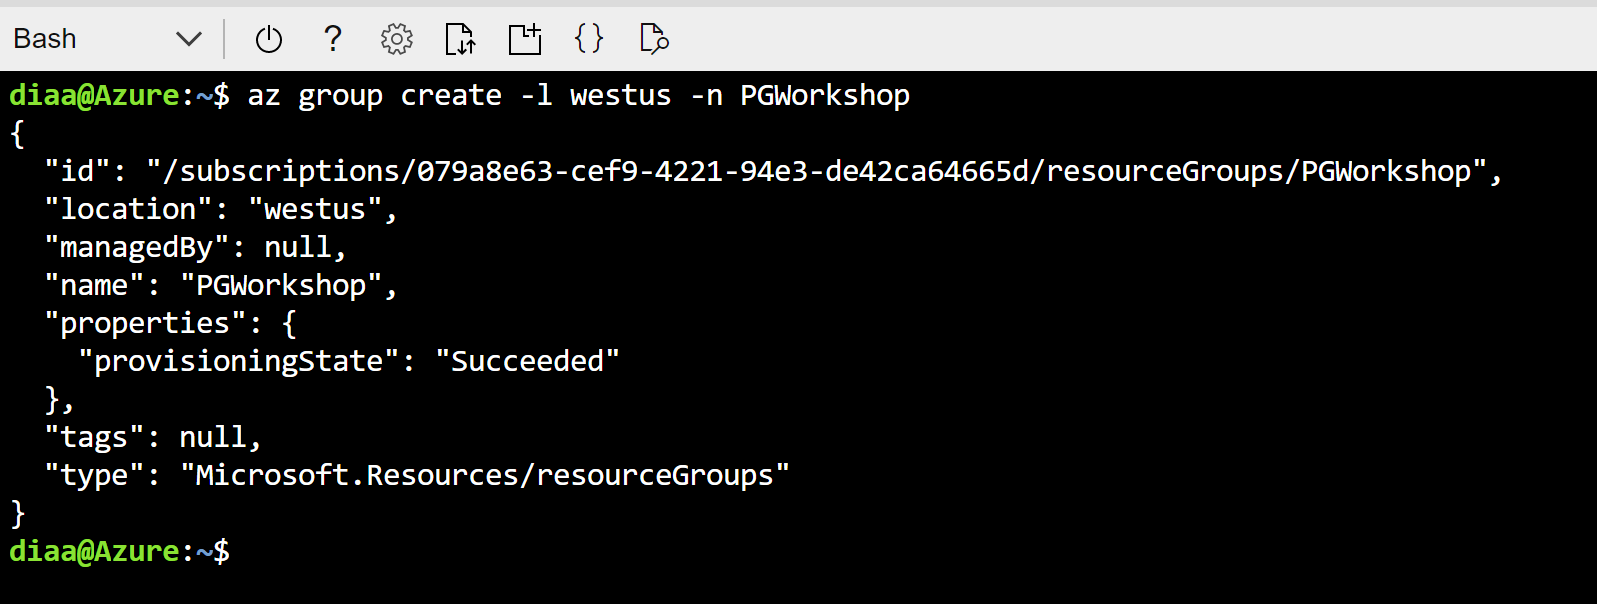 Bash
?
{}
diaa@Azure:~$ az group create -l westus -n PGWorkshop
{
  "id": "/subscriptions/079a8e63-cef9-4221-94e3-de42ca64665d/resourceGroups/PGWorkshop",
  "location": "westus",
  "managedBy": null,
  "name": "PGWorkshop",
  "properties": {
    "provisioningState": "Succeeded"
  },
  "tags": null,
  "type": "Microsoft.Resources/resourceGroups"
}
diaa@Azure:~$